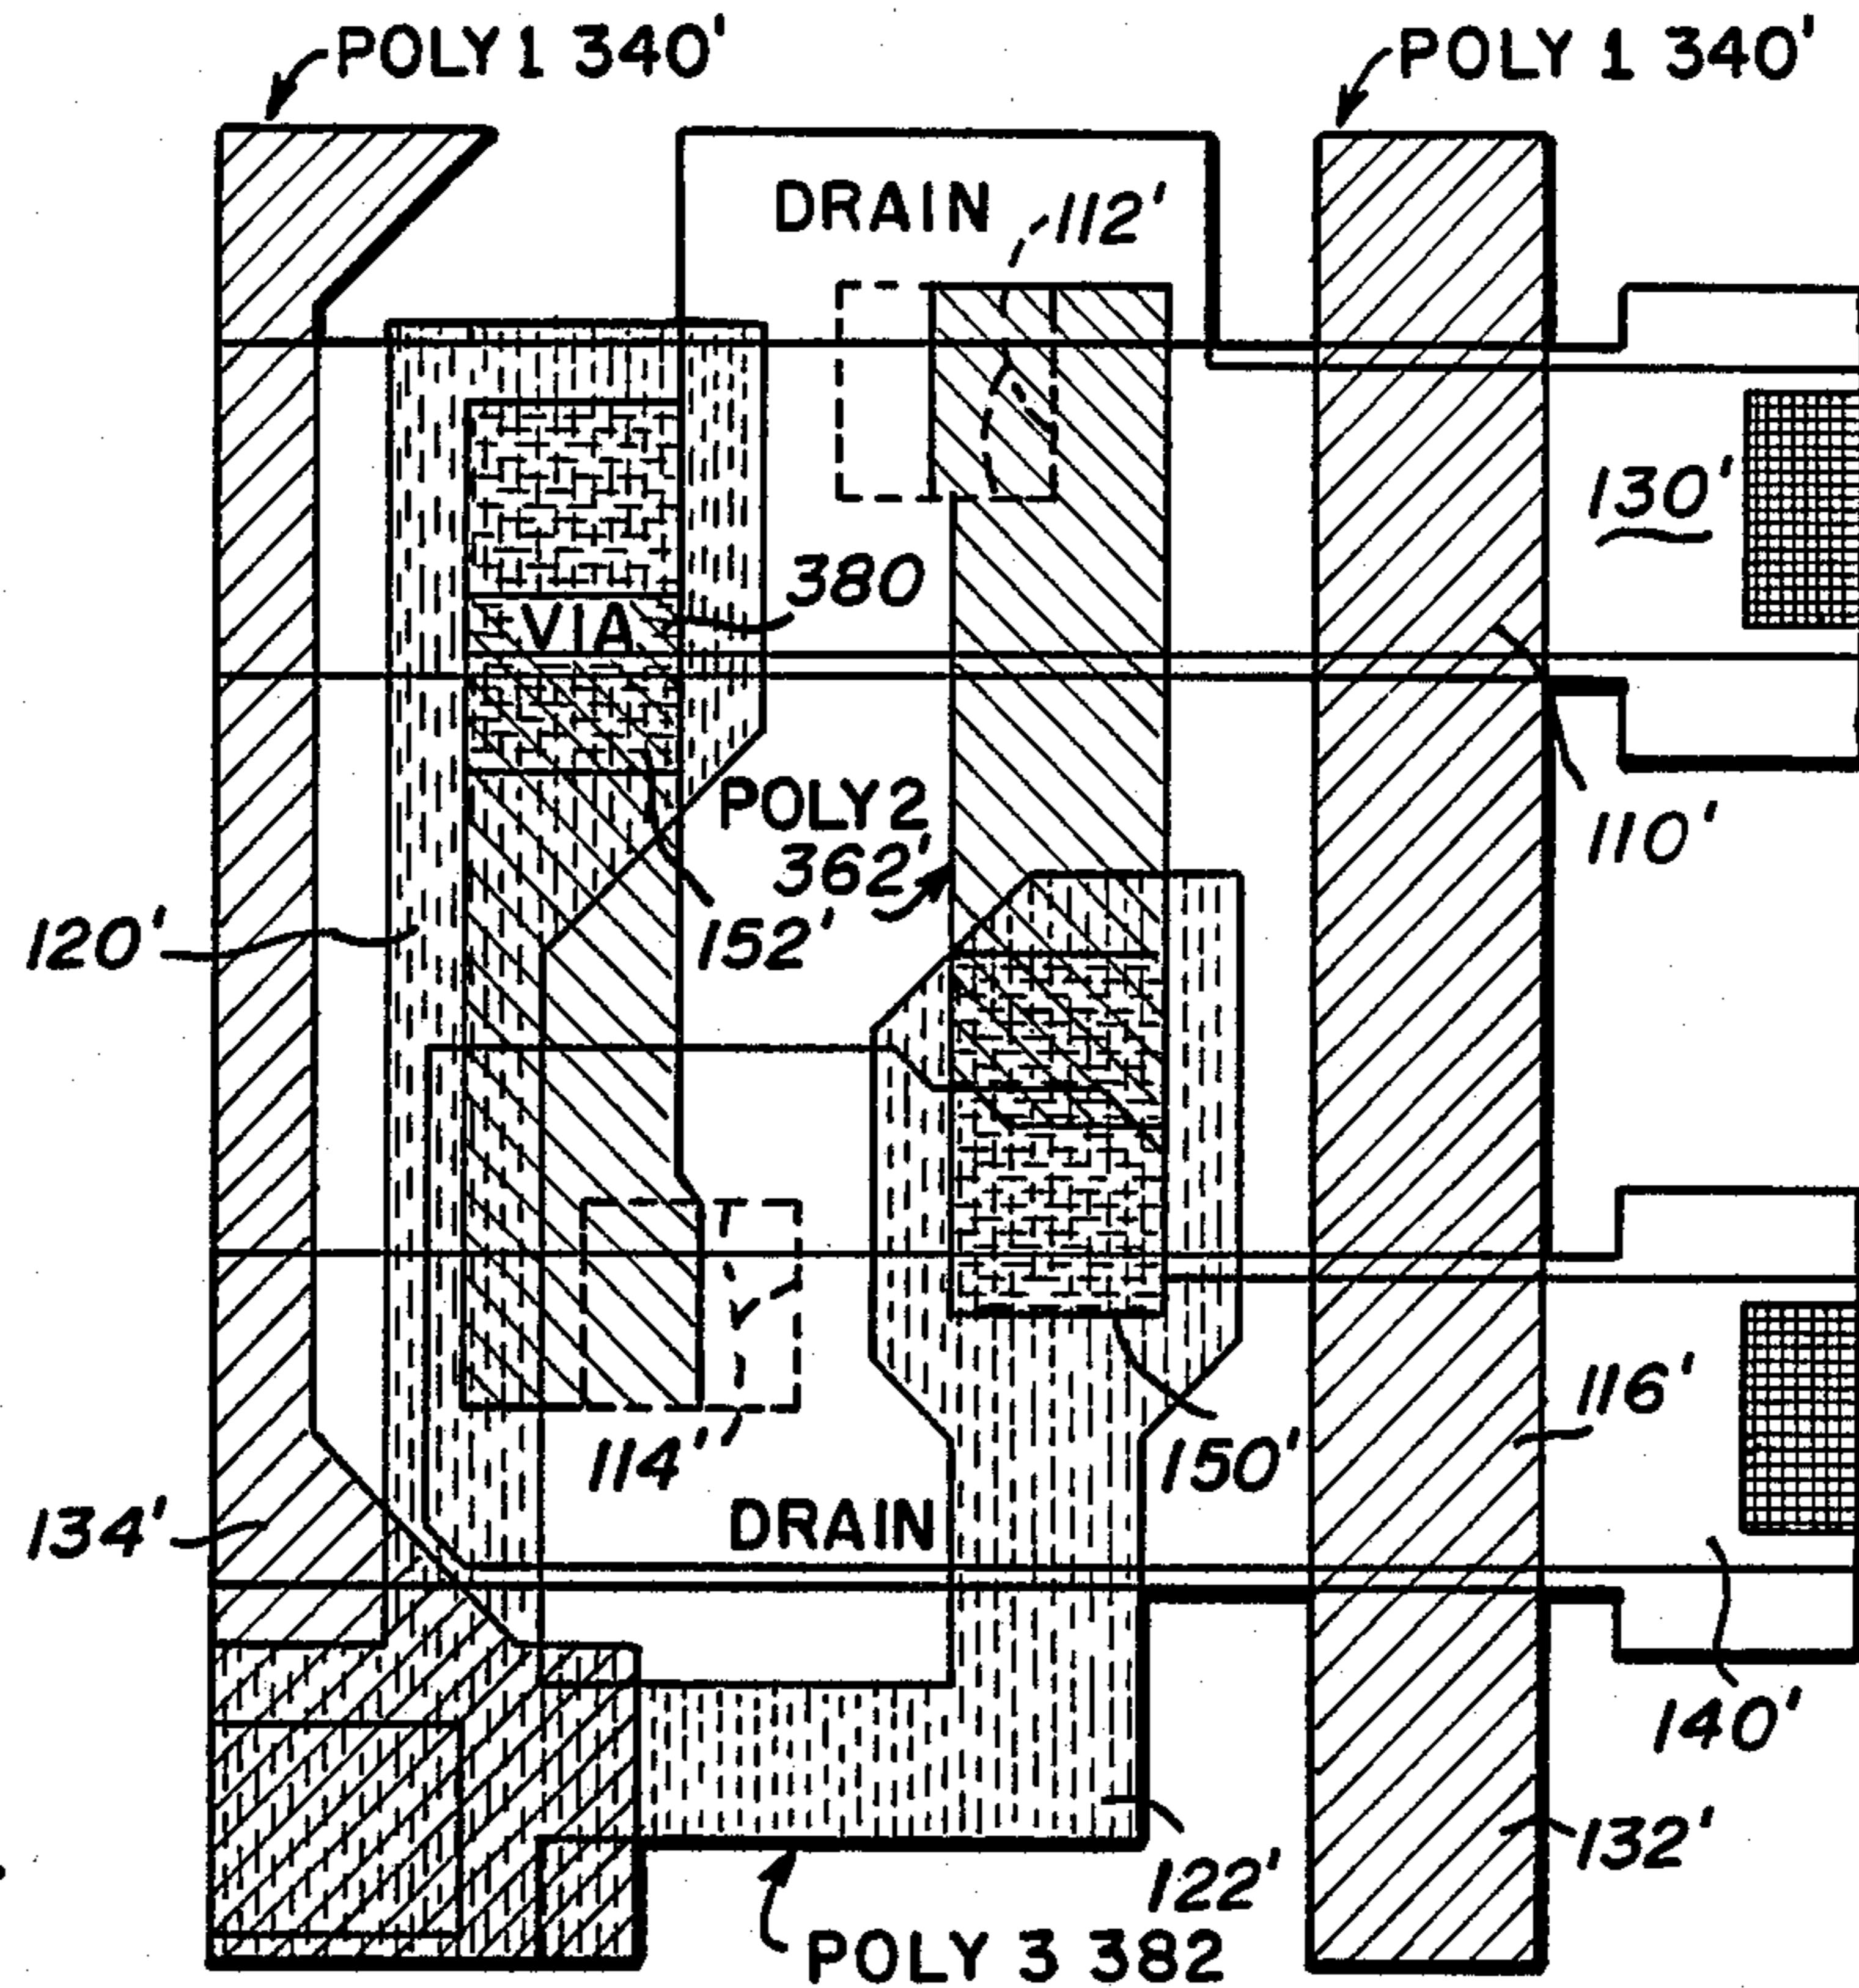 POLY 1 340'
POLY 1 340'
DRAIN
112'
130'
380
VIA
110'
POLY 2
362'
152'
120'
116'
150'
114'
DRAIN
134'
140'
132'
122'
POLY 3 382